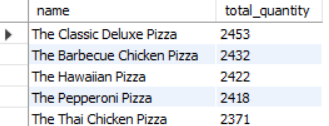 name total_quantity
The Classic Deluxe Pizza 2453
The Barbecue Chicken Pizza 2432
The Hawaiian Pizza 2422
The Pepperoni Pizza 2418
The Thai Chicken Pizza 2371